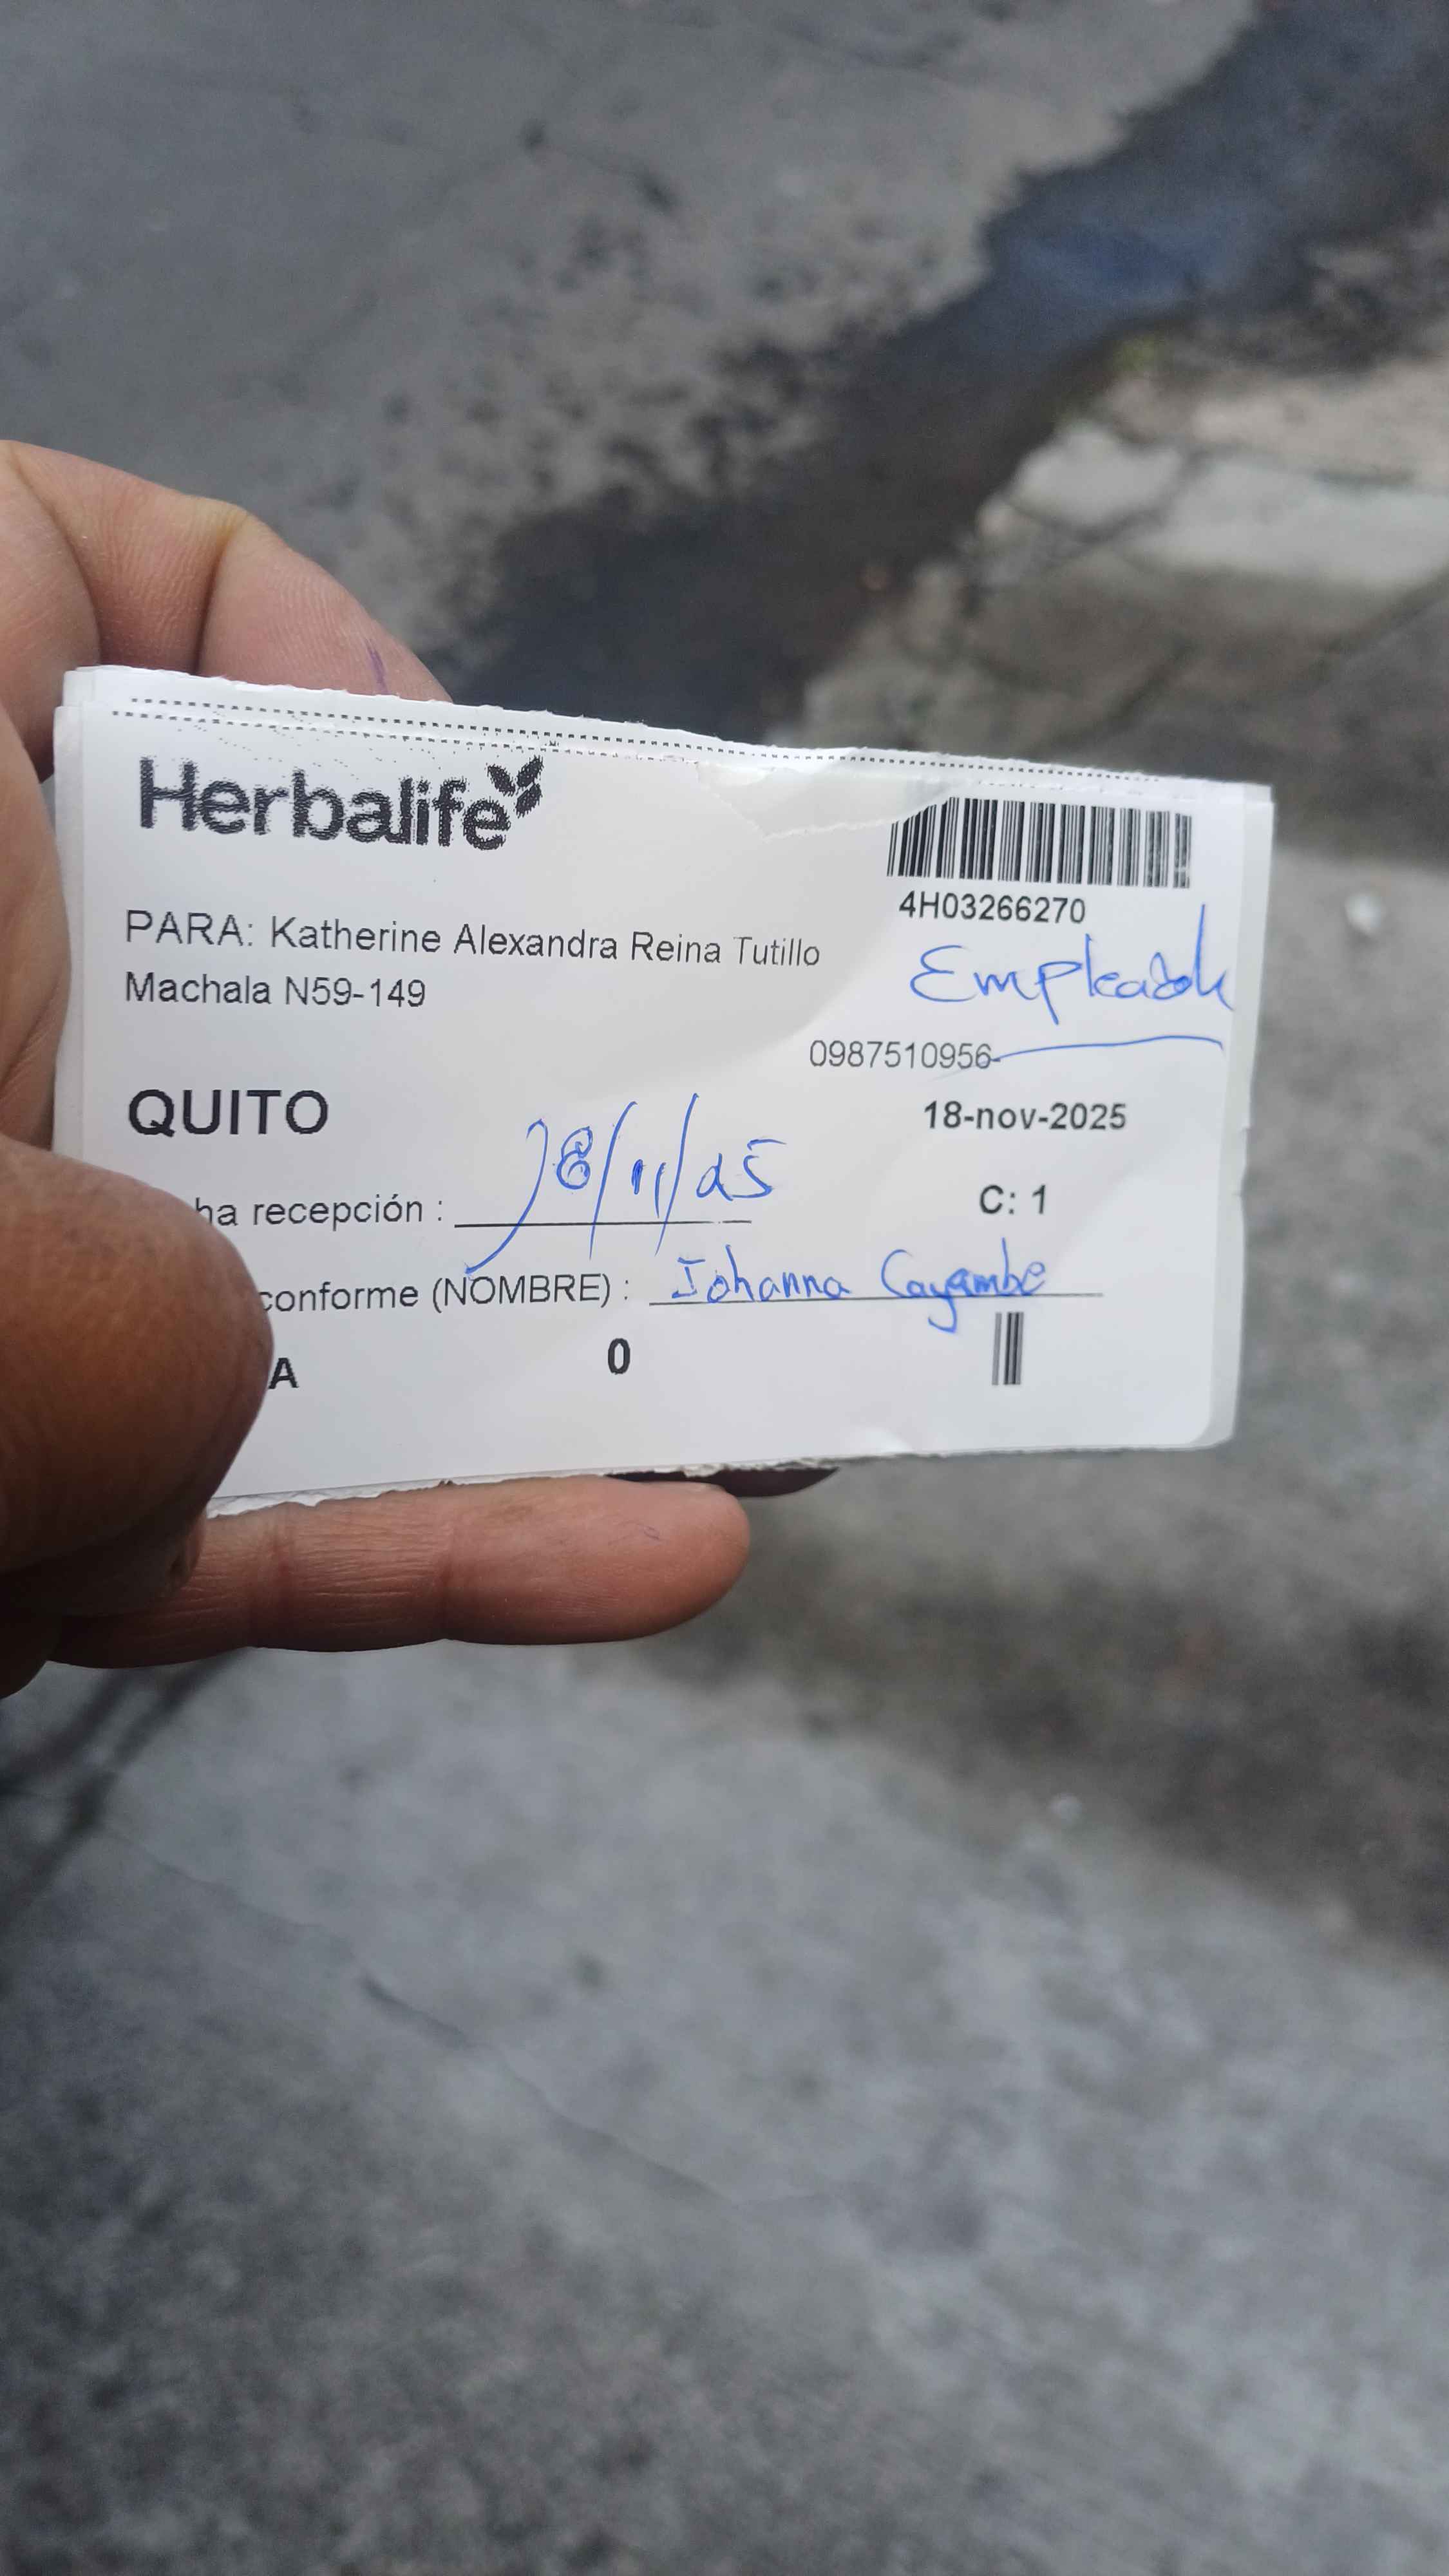 Herbalife
4H03266270
PARA: Katherine Alexandra Reina Tutillo
Machala N59-149
Empleada
0987510956-
QUITO
18-nov-2025
ha recepción : 18/11/25
C: 1
conforme (NOMBRE) : Johanna Cayambe
A 0